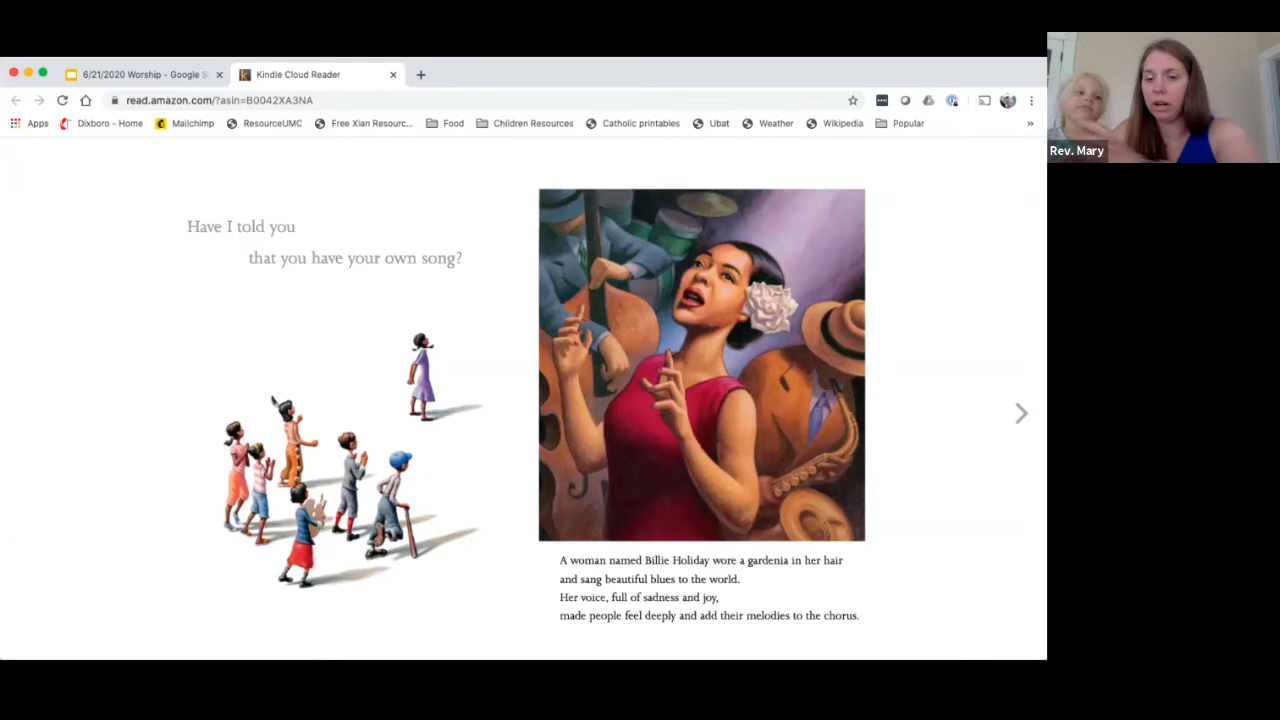 6/21/2020 Worship - Google S
Kindle Cloud Reader
read.amazon.com/?asin=B0042XA3NA
Apps
Dixboro - Home
Mailchimp
ResourceUMC
Free Xian Resourc...
Food
Children Resources
Catholic printables
Ubat
Weather
Wikipedia
Popular
»
Rev. Mary
Have I told you
that you have your own song?
A woman named Billie Holiday wore a gardenia in her hair
and sang beautiful blues to the world.
Her voice, full of sadness and joy,
made people feel deeply and add their melodies to the chorus.